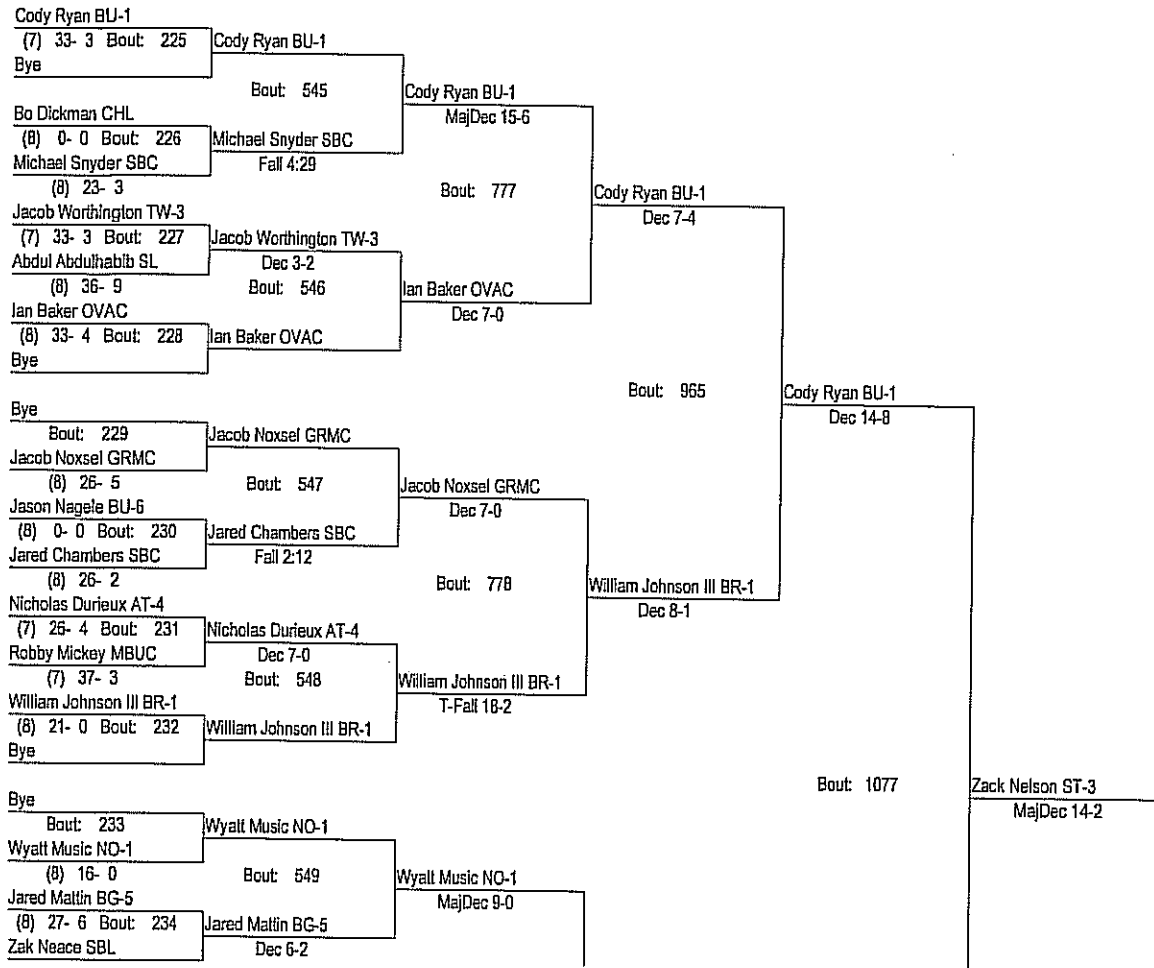 Cody Ryan BU-1
(7) 33- 3 Bout: 225
Cody Ryan BU-1
Bye
Bout: 545
Cody Ryan BU-1
MajDec 15-6
Bo Dickman CHL
(8) 0- 0 Bout: 226
Michael Snyder SBC
Michael Snyder SBC
Fall 4:29
(8) 23- 3
Bout: 777
Cody Ryan BU-1
Dec 7-4
Jacob Worthington TW-3
(7) 33- 3 Bout: 227
Jacob Worthington TW-3
Abdul Abdulhabib SL
Dec 3-2
(8) 36- 9
Bout: 546
Ian Baker OVAC
Dec 7-0
Ian Baker OVAC
(8) 33- 4 Bout: 228
Ian Baker OVAC
Bye
Bout: 965
Cody Ryan BU-1
Dec 14-8
Bye
Bout: 229
Jacob Noxsel GRMC
Jacob Noxsel GRMC
(8) 26- 5
Bout: 547
Jacob Noxsel GRMC
Dec 7-0
Jason Nagele BU-6
(8) 0- 0 Bout: 230
Jared Chambers SBC
Jared Chambers SBC
Fall 2:12
(8) 26- 2
Bout: 778
William Johnson III BR-1
Dec 8-1
Nicholas Durieux AT-4
(7) 26- 4 Bout: 231
Nicholas Durieux AT-4
Robby Mickey MBUC
Dec 7-0
(7) 37- 3
Bout: 548
William Johnson III BR-1
T-Fall 18-2
William Johnson III BR-1
(8) 21- 0 Bout: 232
William Johnson III BR-1
Bye
Bout: 1077
Zack Nelson ST-3
MajDec 14-2
Bye
Bout: 233
Wyatt Music NO-1
Wyatt Music NO-1
(8) 16- 0
Bout: 549
Wyatt Music NO-1
MajDec 9-0
Jared Mattin BG-5
(8) 27- 6 Bout: 234
Jared Mattin BG-5
Zak Neace SBL
Dec 6-2